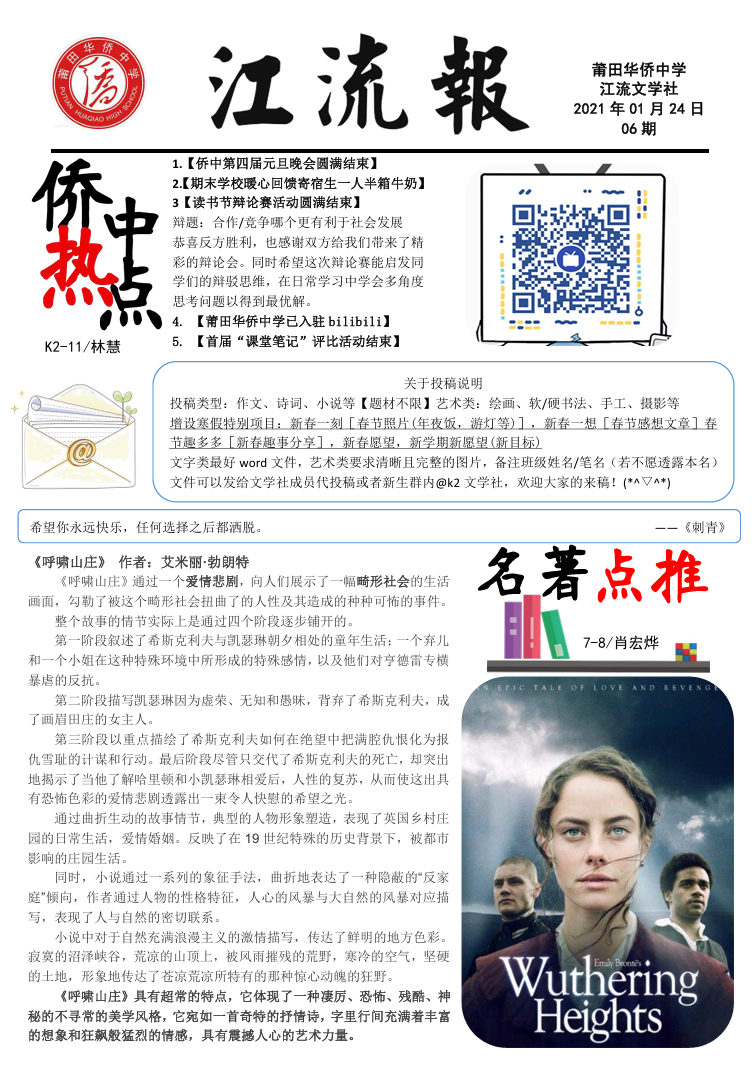 莆田华侨中学
PUTIAN HUAQIAO HIGH SCHOOL
侨
江流報
莆田华侨中学
江流文学社
2021 年 01 月 24 日
06 期
侨中热点
K2-11/林慧
1.【侨中第四届元旦晚会圆满结束】
2.【期末学校暖心回馈寄宿生一人半箱牛奶】
3【读书节辩论赛活动圆满结束】
辩题：合作/竞争哪个更有利于社会发展
恭喜反方胜利，也感谢双方给我们带来了精
彩的辩论会。同时希望这次辩论赛能启发同
学们的辩驳思维，在日常学习中学会多角度
思考问题以得到最优解。
4. 【莆田华侨中学已入驻 bilibili】
5. 【首届“课堂笔记”评比活动结束】
@
关于投稿说明
投稿类型：作文、诗词、小说等【题材不限】艺术类：绘画、软/硬书法、手工、摄影等
增设寒假特别项目：新春一刻［春节照片(年夜饭，游灯等)］，新春一想［春节感想文章］春
节趣多多［新春趣事分享］，新春愿望，新学期新愿望(新目标)
文字类最好 word 文件，艺术类要求清晰且完整的图片，备注班级姓名/笔名（若不愿透露本名）
文件可以发给文学社成员代投稿或者新生群内@k2 文学社，欢迎大家的来稿！(*^▽^*)
希望你永远快乐，任何选择之后都洒脱。 ——《刺青》
《呼啸山庄》 作者：艾米丽·勃朗特
《呼啸山庄》通过一个爱情悲剧，向人们展示了一幅畸形社会的生活
画面，勾勒了被这个畸形社会扭曲了的人性及其造成的种种可怖的事件。
整个故事的情节实际上是通过四个阶段逐步铺开的。
第一阶段叙述了希斯克利夫与凯瑟琳朝夕相处的童年生活；一个弃儿
和一个小姐在这种特殊环境中所形成的特殊感情，以及他们对亨德雷专横
暴虐的反抗。
第二阶段描写凯瑟琳因为虚荣、无知和愚昧，背弃了希斯克利夫，成
了画眉田庄的女主人。
第三阶段以重点描绘了希斯克利夫如何在绝望中把满腔仇恨化为报
仇雪耻的计谋和行动。最后阶段尽管只交代了希斯克利夫的死亡，却突出
地揭示了当他了解哈里顿和小凯瑟琳相爱后，人性的复苏，从而使这出具
有恐怖色彩的爱情悲剧透露出一束令人快慰的希望之光。
通过曲折生动的故事情节，典型的人物形象塑造，表现了英国乡村庄
园的日常生活，爱情婚姻。反映了在 19 世纪特殊的历史背景下，被都市
影响的庄园生活。
同时，小说通过一系列的象征手法，曲折地表达了一种隐蔽的“反家
庭”倾向，作者通过人物的性格特征，人心的风暴与大自然的风暴对应描
写，表现了人与自然的密切联系。
小说中对于自然充满浪漫主义的激情描写，传达了鲜明的地方色彩。
寂寞的沼泽峡谷，荒凉的山顶上，被风雨摧残的荒野，寒冷的空气，坚硬
的土地，形象地传达了苍凉荒凉所特有的那种惊心动魄的狂野。
《呼啸山庄》具有超常的特点，它体现了一种凄厉、恐怖、残酷、神
秘的不寻常的美学风格，它宛如一首奇特的抒情诗，字里行间充满着丰富
的想象和狂飙般猛烈的情感，具有震撼人心的艺术力量。
名著点推
7-8/肖宏烨
AN EPIC TALE OF LOVE AND REVENGE
Emily Brontë's
Wuthering
Heights